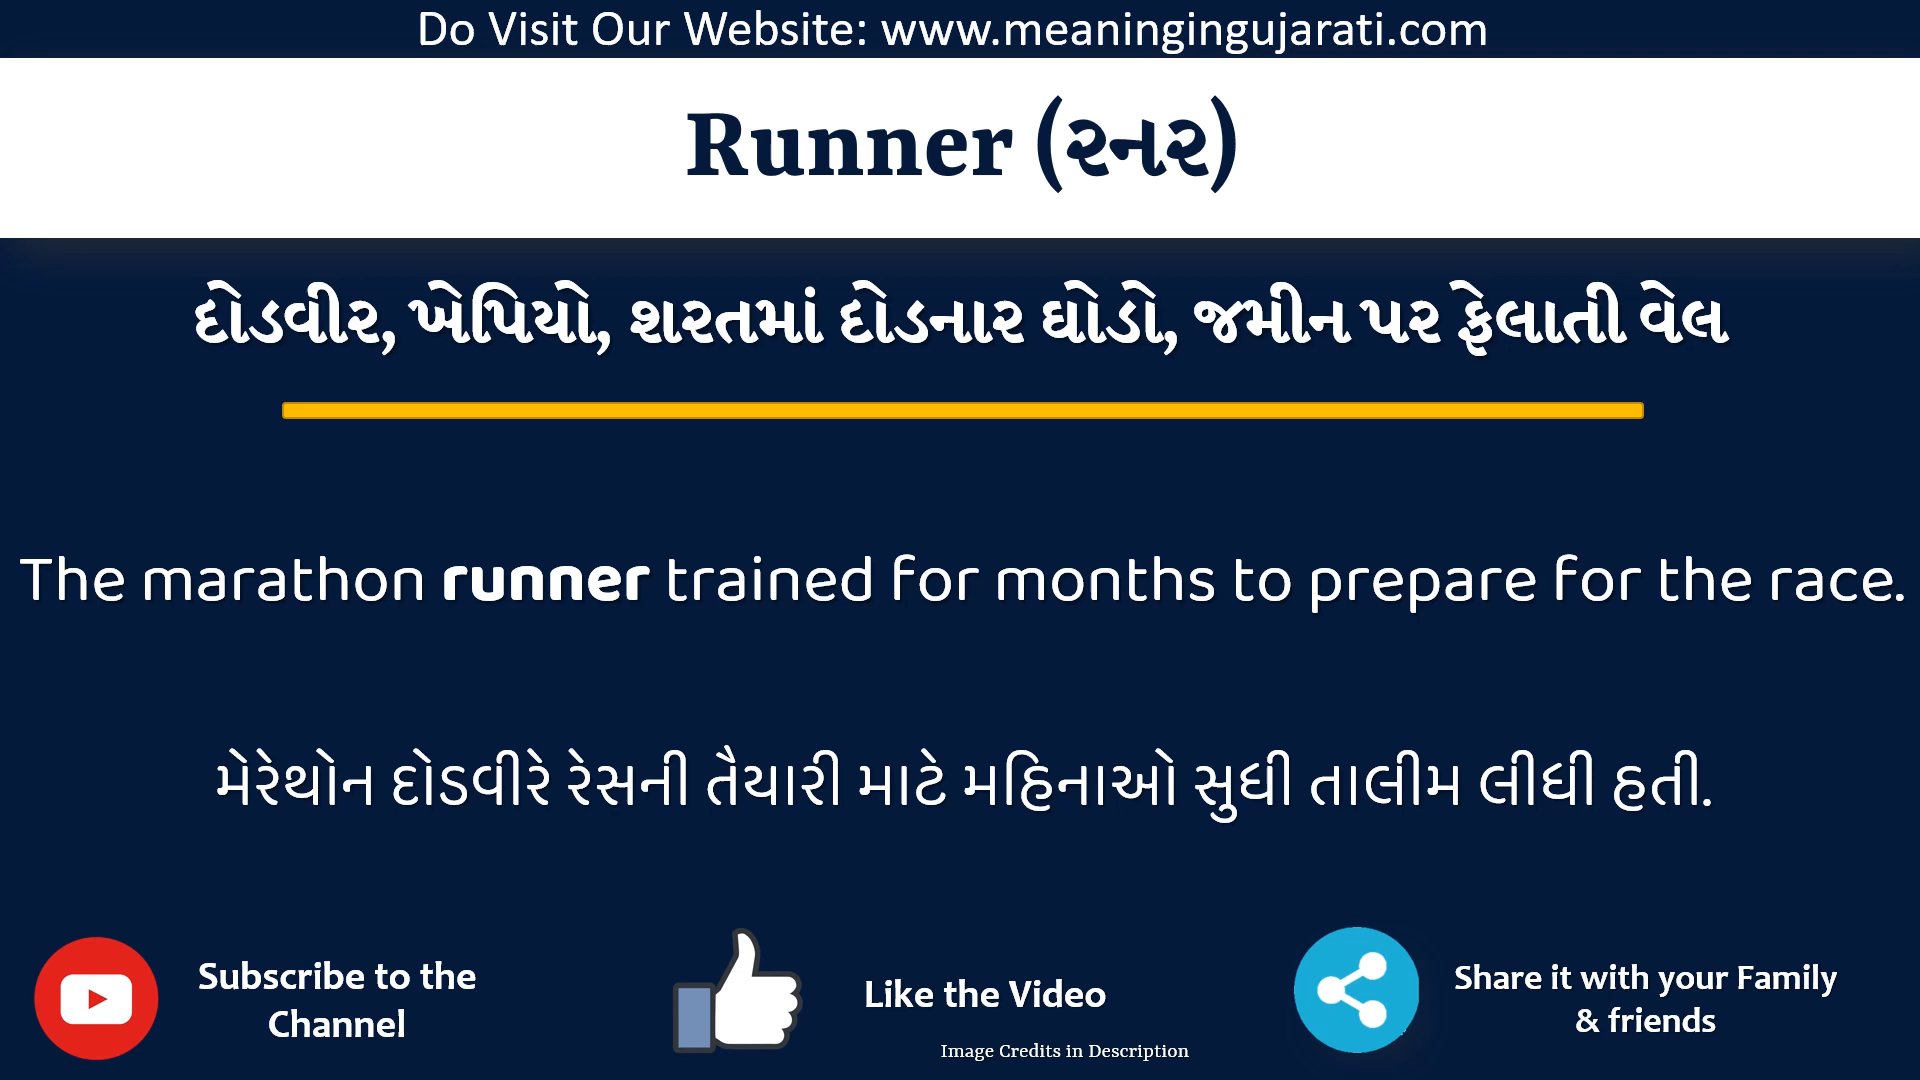 Do Visit Our Website: www.meaningingujarati.com
Runner (રનર)
દોડવીર, ખેપિયો, શરતમાં દોડનાર ઘોડો, જમીન પર ફેલાતી વેલ
The marathon runner trained for months to prepare for the race.
મેરેથોન દોડવીરે રેસની તૈયારી માટે મહિનાઓ સુધી તાલીમ લીધી હતી.
Subscribe to the
Channel
Like the Video
Share it with your Family
& friends
Image Credits in Description